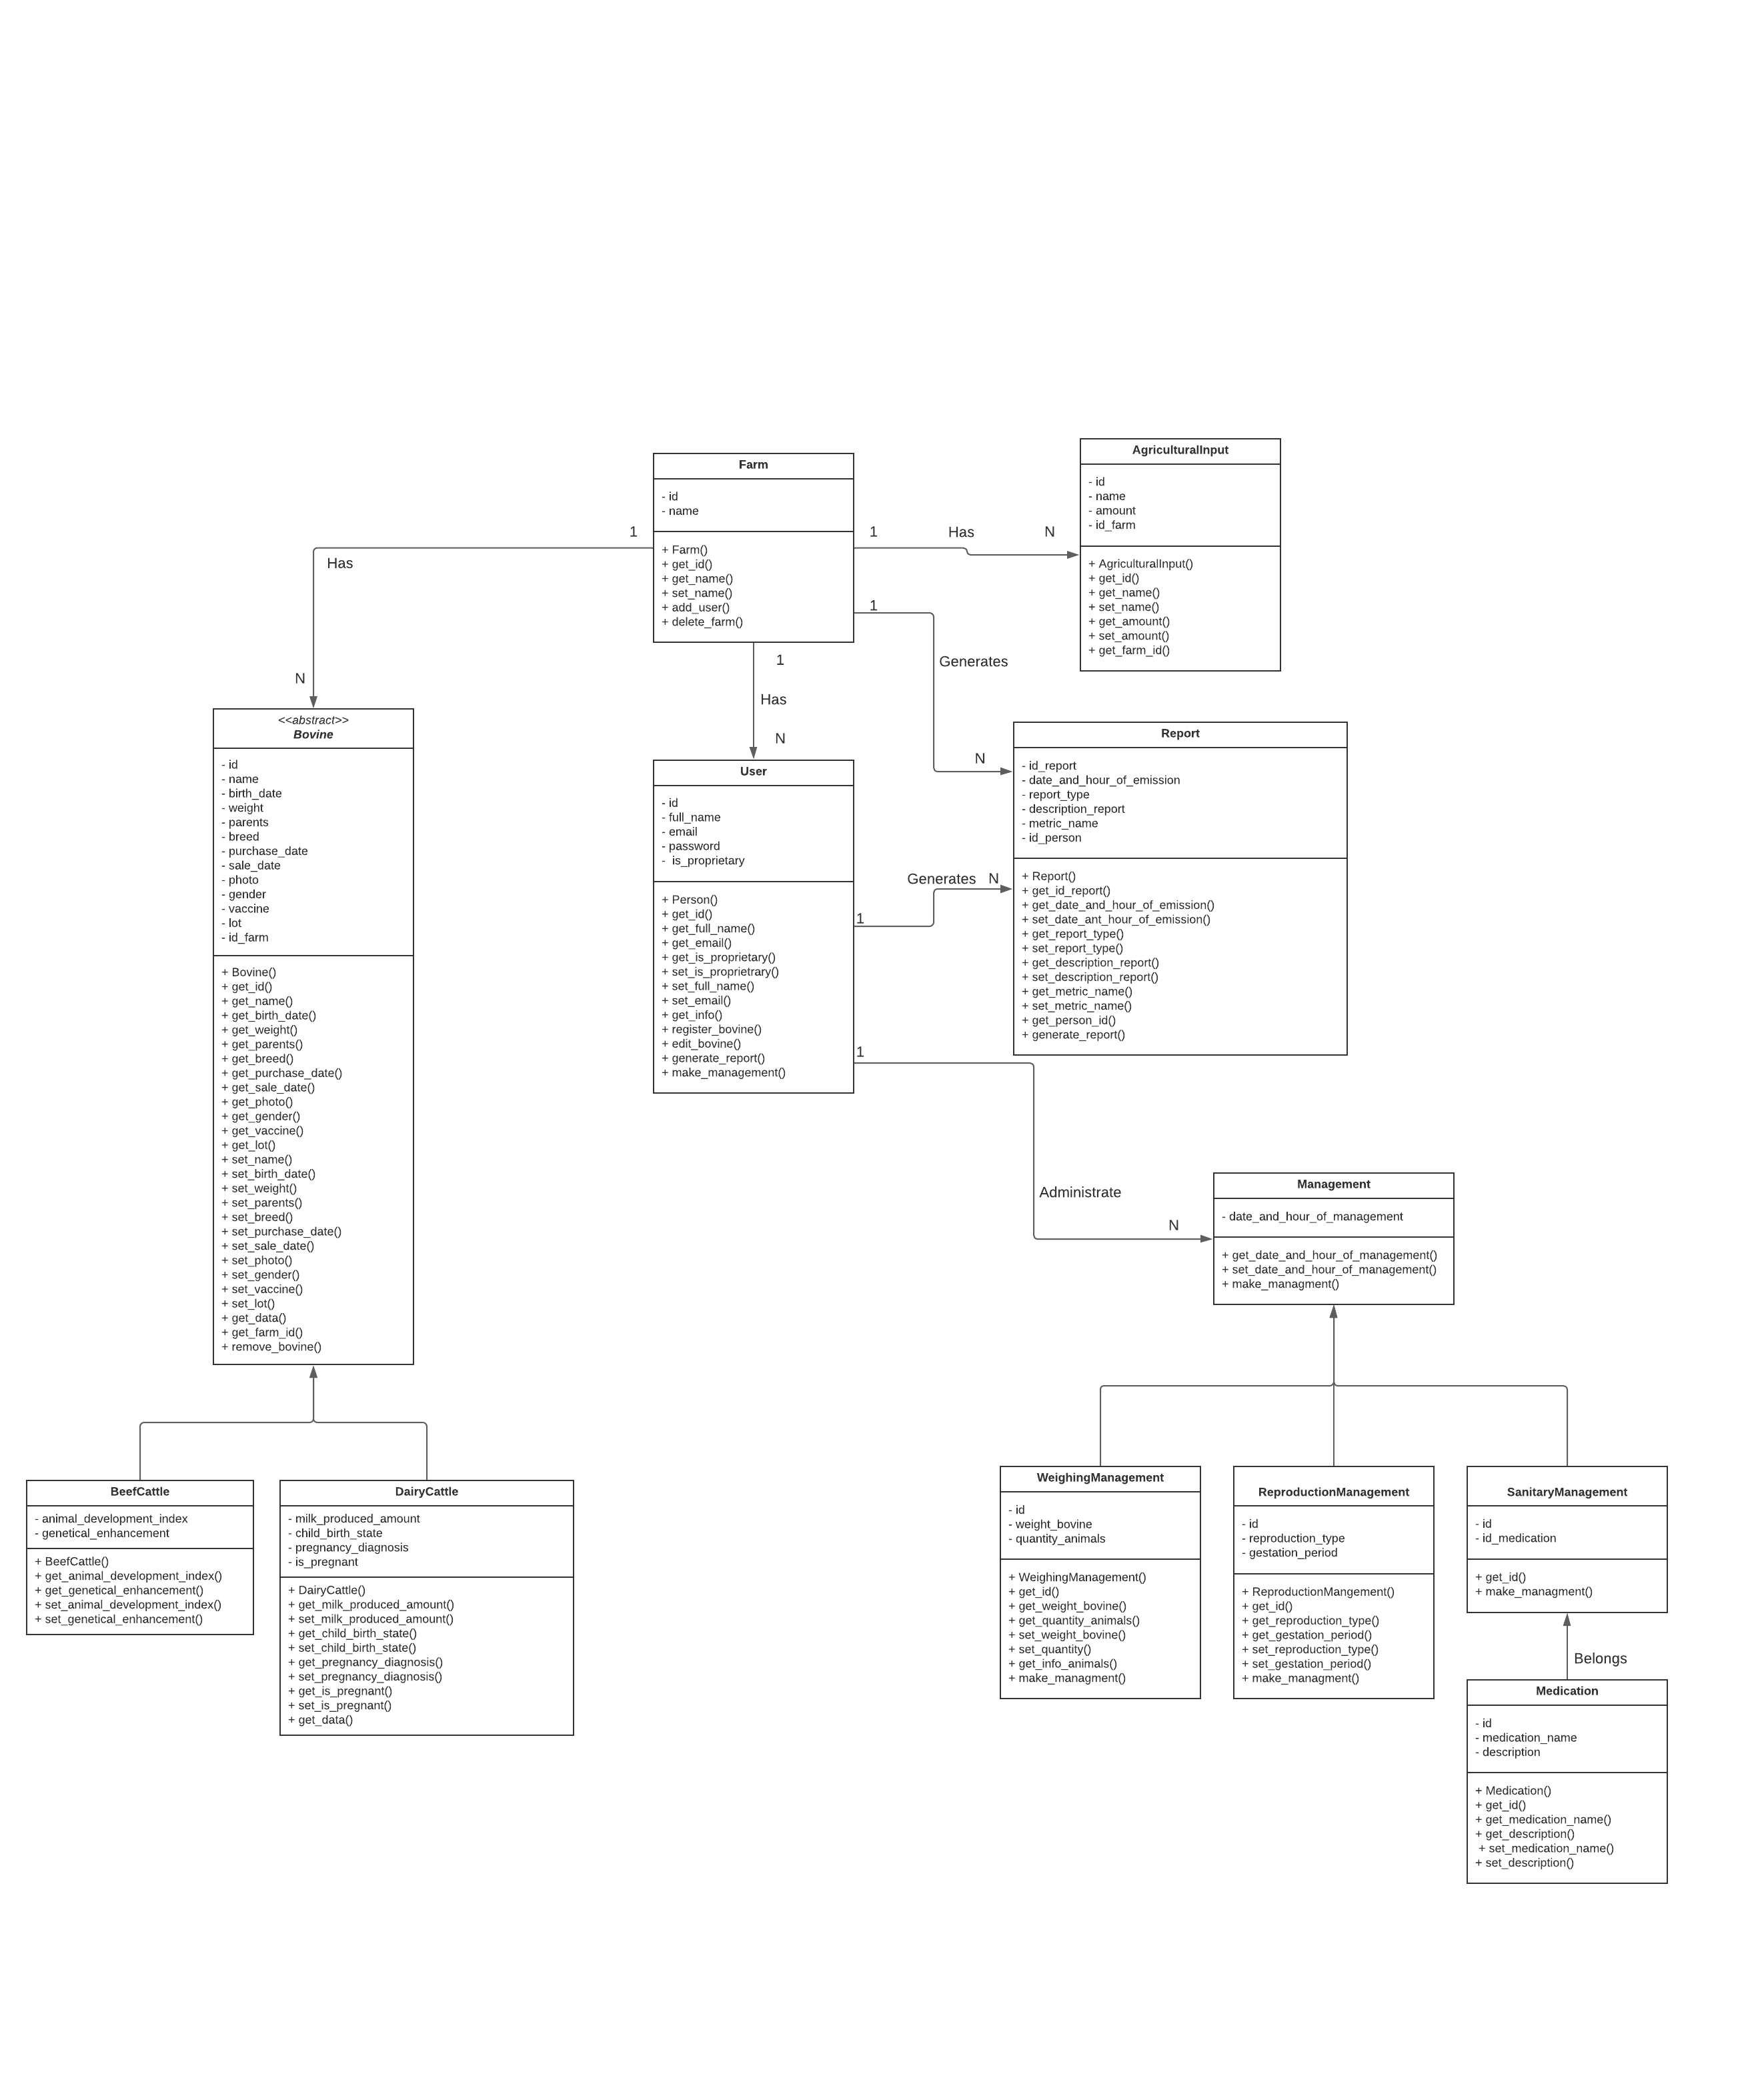 Farm
- id
- name
+ Farm()
+ get_id()
+ get_name()
+ set_name()
+ add_user()
+ delete_farm()
AgriculturalInput
- id
- name
- amount
- id_farm
+ AgriculturalInput()
+ get_id()
+ get_name()
+ set_name()
+ get_amount()
+ set_amount()
+ get_farm_id()
1
Has
N
1
Has
N
1
Generates
N
1
Has
N
<<abstract>>
Bovine
- id
- name
- birth_date
- weight
- parents
- breed
- purchase_date
- sale_date
- photo
- gender
- vaccine
- lot
- id_farm
+ Bovine()
+ get_id()
+ get_name()
+ get_birth_date()
+ get_weight()
+ get_parents()
+ get_breed()
+ get_purchase_date()
+ get_sale_date()
+ get_photo()
+ get_gender()
+ get_vaccine()
+ get_lot()
+ set_name()
+ set_birth_date()
+ set_weight()
+ set_parents()
+ set_breed()
+ set_purchase_date()
+ set_sale_date()
+ set_photo()
+ set_gender()
+ set_vaccine()
+ set_lot()
+ get_data()
+ get_farm_id()
+ remove_bovine()
User
- id
- full_name
- email
- password
-  is_proprietary
+ Person()
+ get_id()
+ get_full_name()
+ get_email()
+ get_is_proprietary()
+ set_is_proprietrary()
+ set_full_name()
+ set_email()
+ get_info()
+ register_bovine()
+ edit_bovine()
+ generate_report()
+ make_management()
Report
- id_report
- date_and_hour_of_emission
- report_type
- description_report
- metric_name
- id_person
+ Report()
+ get_id_report()
+ get_date_and_hour_of_emission()
+ set_date_ant_hour_of_emission()
+ get_report_type()
+ set_report_type()
+ get_description_report()
+ set_description_report()
+ get_metric_name()
+ set_metric_name()
+ get_person_id()
+ generate_report()
Generates
N
1
1
Administrate
N
Management
- date_and_hour_of_management
+ get_date_and_hour_of_management()
+ set_date_and_hour_of_management()
+ make_managment()
BeefCattle
- animal_development_index
- genetical_enhancement
+ BeefCattle()
+ get_animal_development_index()
+ get_genetical_enhancement()
+ set_animal_development_index()
+ set_genetical_enhancement()
DairyCattle
- milk_produced_amount
- child_birth_state
- pregnancy_diagnosis
- is_pregnant
+ DairyCattle()
+ get_milk_produced_amount()
+ set_milk_produced_amount()
+ get_child_birth_state()
+ set_child_birth_state()
+ get_pregnancy_diagnosis()
+ set_pregnancy_diagnosis()
+ get_is_pregnant()
+ set_is_pregnant()
+ get_data()
WeighingManagement
- id
- weight_bovine
- quantity_animals
+ WeighingManagement()
+ get_id()
+ get_weight_bovine()
+ get_quantity_animals()
+ set_weight_bovine()
+ set_quantity()
+ get_info_animals()
+ make_managment()
ReproductionManagement
- id
- reproduction_type
- gestation_period
+ ReproductionMangement()
+ get_id()
+ get_reproduction_type()
+ get_gestation_period()
+ set_reproduction_type()
+ set_gestation_period()
+ make_managment()
SanitaryManagement
- id
- id_medication
+ get_id()
+ make_managment()
Belongs
Medication
- id
- medication_name
- description
+ Medication()
+ get_id()
+ get_medication_name()
+ get_description()
+ set_medication_name()
+ set_description()